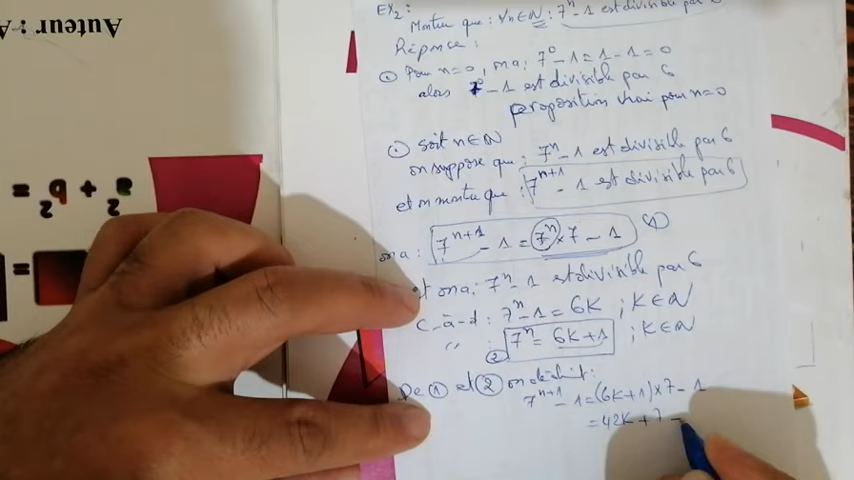 Auteur : A
a² + b² =
=
Ex₂:
Montrer que : ∀n∈ℕ : 7ⁿ - 1 est divisible par 6
Réponse :
• Pour n=0, on a : 7⁰ - 1 = 1 - 1 = 0
alors 7⁰ - 1 est divisible par 6
proposition vrai pour n=0
• Soit n∈ℕ
on suppose que : 7ⁿ - 1 est divisible par 6
et on montre que : 7ⁿ⁺¹ - 1 est divisible par 6
on a : 7ⁿ⁺¹ - 1 = 7ⁿ × 7 - 1 ①
et on a : 7ⁿ - 1 est divisible par 6
c-à-d : 7ⁿ - 1 = 6K ; K∈ℕ
" : ② 7ⁿ = 6K+1 ; K∈ℕ
De ① et ② on déduit :
7ⁿ⁺¹ - 1 = (6K+1)×7 - 1
= 42K + 7 -